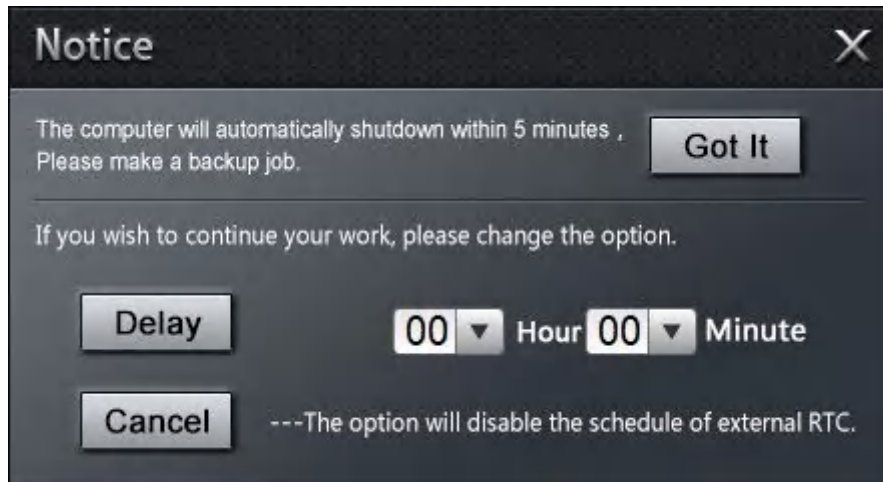 Notice
The computer will automatically shutdown within 5 minutes ,
Please make a backup job.
Got It
If you wish to continue your work, please change the option.
Delay
00 Hour 00 Minute
Cancel
---The option will disable the schedule of external RTC.